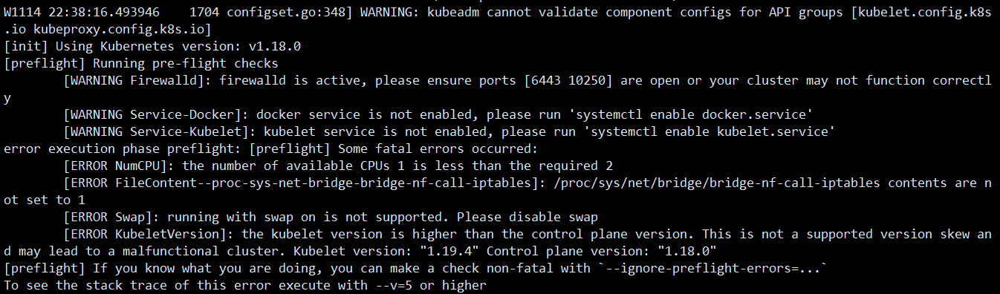 W1114 22:38:16.493946    1704 configset.go:348] WARNING: kubeadm cannot validate component configs for API groups [kubelet.config.k8s
.io kubeproxy.config.k8s.io]
[init] Using Kubernetes version: v1.18.0
[preflight] Running pre-flight checks
        [WARNING Firewalld]: firewalld is active, please ensure ports [6443 10250] are open or your cluster may not function correctl
y
        [WARNING Service-Docker]: docker service is not enabled, please run 'systemctl enable docker.service'
        [WARNING Service-Kubelet]: kubelet service is not enabled, please run 'systemctl enable kubelet.service'
error execution phase preflight: [preflight] Some fatal errors occurred:
        [ERROR NumCPU]: the number of available CPUs 1 is less than the required 2
        [ERROR FileContent--proc-sys-net-bridge-bridge-nf-call-iptables]: /proc/sys/net/bridge/bridge-nf-call-iptables contents are n
ot set to 1
        [ERROR Swap]: running with swap on is not supported. Please disable swap
        [ERROR KubeletVersion]: the kubelet version is higher than the control plane version. This is not a supported version skew an
d may lead to a malfunctional cluster. Kubelet version: "1.19.4" Control plane version: "1.18.0"
[preflight] If you know what you are doing, you can make a check non-fatal with `--ignore-preflight-errors=...`
To see the stack trace of this error execute with --v=5 or higher